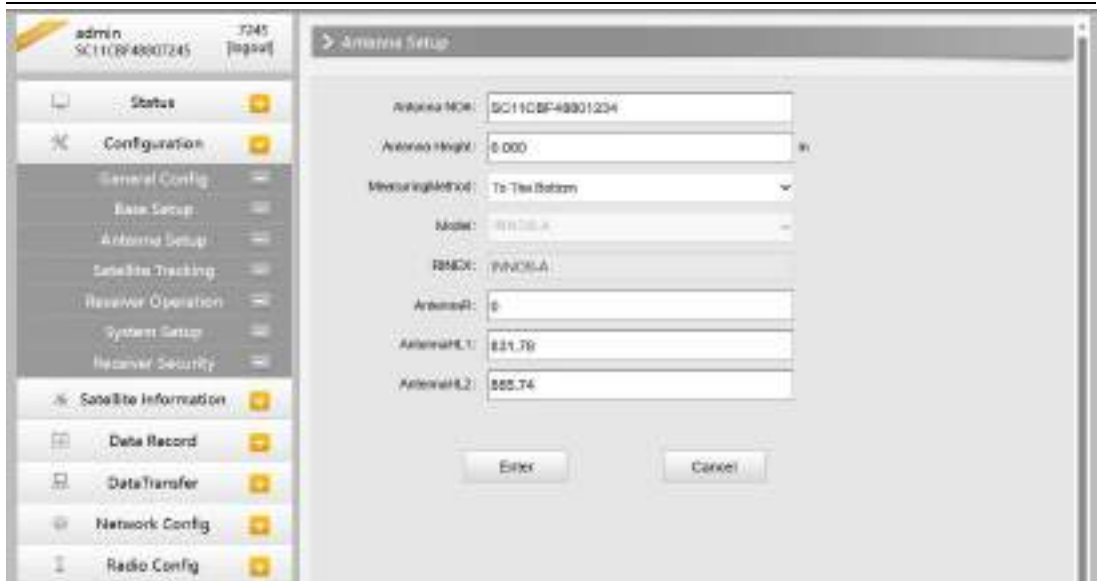 admin 7245
SC11CBF48807245 [logout]
Status
Configuration
General Config
Base Setup
Antenna Setup
Satellite Tracking
Receiver Operation
System Setup
Receiver Security
Satellite Information
Data Record
DataTransfer
Network Config
Radio Config
Antenna Setup
Antenna NO#: SC11CBF48801234
Antenna Height: 0.000 m
MeasuringMethod: To The Bottom
Model:
RINEX:
AntennaR: 0
AntennaHL1: 831.78
AntennaHL2: 865.74
Enter Cancel